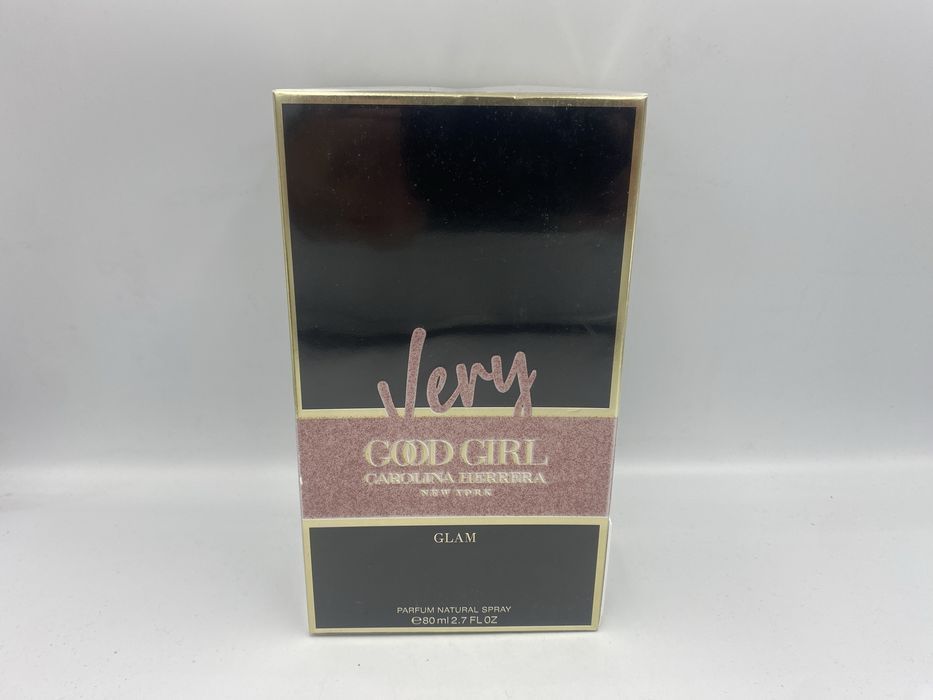 Very
GOOD GIRL
CAROLINA HERRERA
NEW YORK
GLAM
PARFUM NATURAL SPRAY
℮80 ml 2.7 FL OZ